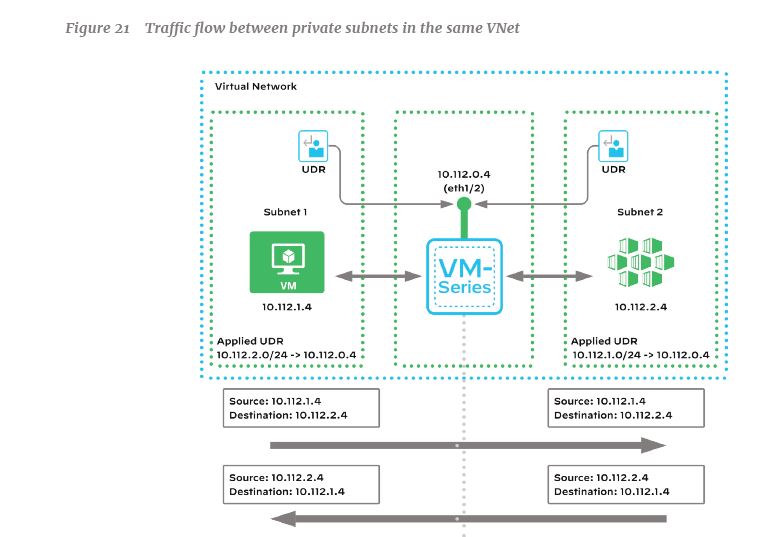 Figure 21 Traffic flow between private subnets in the same VNet
Virtual Network
UDR
10.112.0.4
(eth1/2)
UDR
Subnet 1
Subnet 2
VM
VM-
Series
10.112.1.4
10.112.2.4
Applied UDR
10.112.2.0/24 -> 10.112.0.4
Applied UDR
10.112.1.0/24 -> 10.112.0.4
Source: 10.112.1.4
Destination: 10.112.2.4
Source: 10.112.1.4
Destination: 10.112.2.4
Source: 10.112.2.4
Destination: 10.112.1.4
Source: 10.112.2.4
Destination: 10.112.1.4